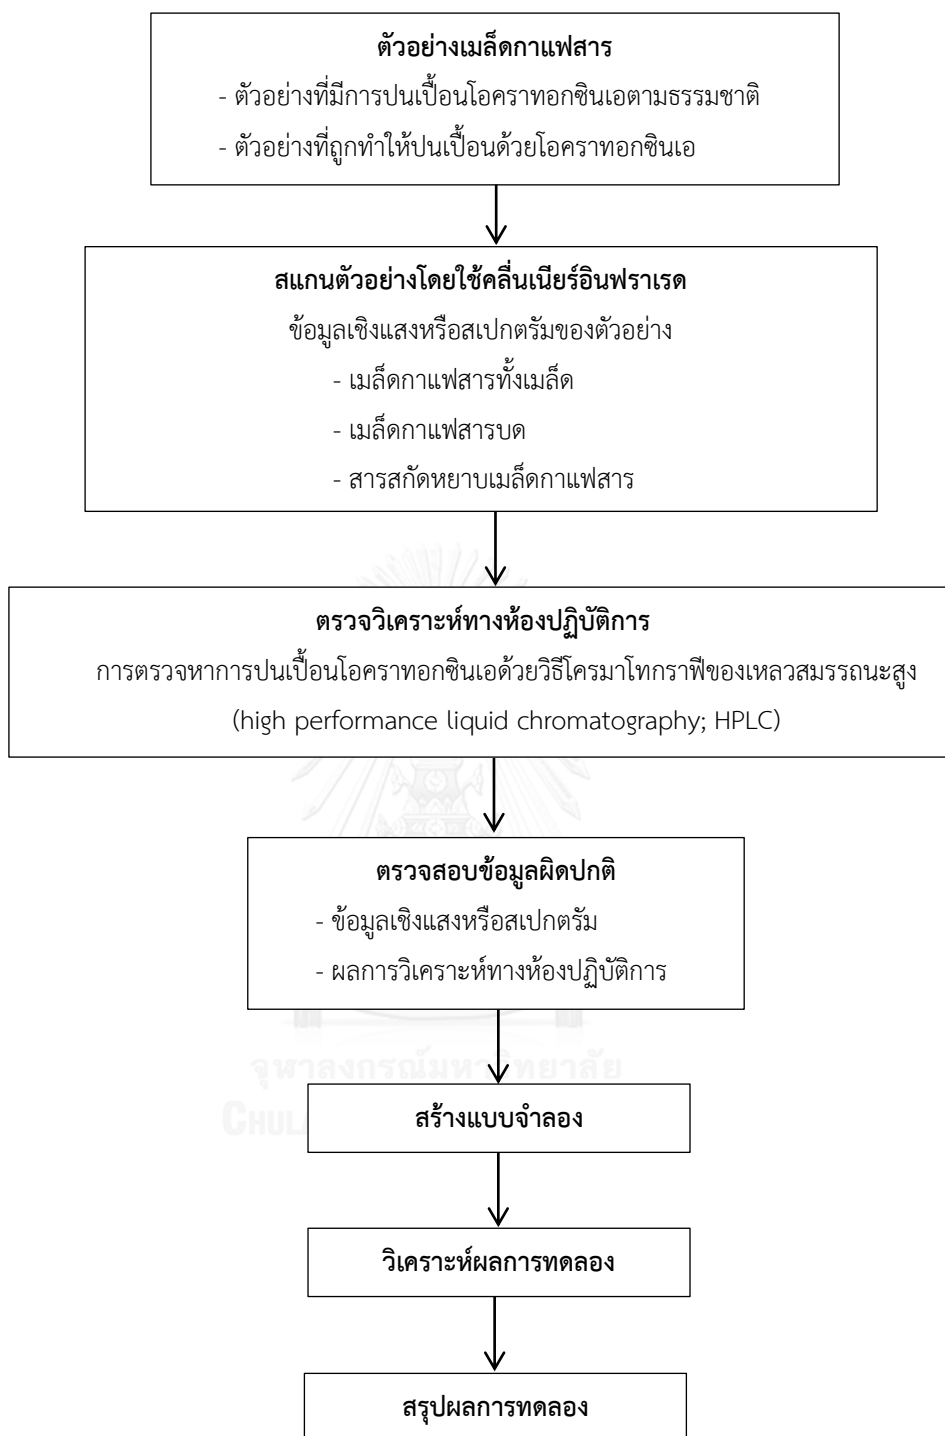 ตัวอย่างเมล็ดกาแฟสาร
- ตัวอย่างที่มีการปนเปื้อนโอคราทอกซินเอตามธรรมชาติ
- ตัวอย่างที่ถูกทำให้ปนเปื้อนด้วยโอคราทอกซินเอ
สแกนตัวอย่างโดยใช้คลื่นเนียร์อินฟราเรด
ข้อมูลเชิงแสงหรือสเปกตรัมของตัวอย่าง
- เมล็ดกาแฟสารทั้งเมล็ด
- เมล็ดกาแฟสารบด
- สารสกัดหยาบเมล็ดกาแฟสาร
ตรวจวิเคราะห์ทางห้องปฏิบัติการ
การตรวจหาการปนเปื้อนโอคราทอกซินเอด้วยวิธีโครมาโทกราฟีของเหลวสมรรถนะสูง
(high performance liquid chromatography; HPLC)
ตรวจสอบข้อมูลผิดปกติ
- ข้อมูลเชิงแสงหรือสเปกตรัม
- ผลการวิเคราะห์ทางห้องปฏิบัติการ
จุฬาลงกรณ์มหาวิทยาลัย
สร้างแบบจำลอง
วิเคราะห์ผลการทดลอง
สรุปผลการทดลอง